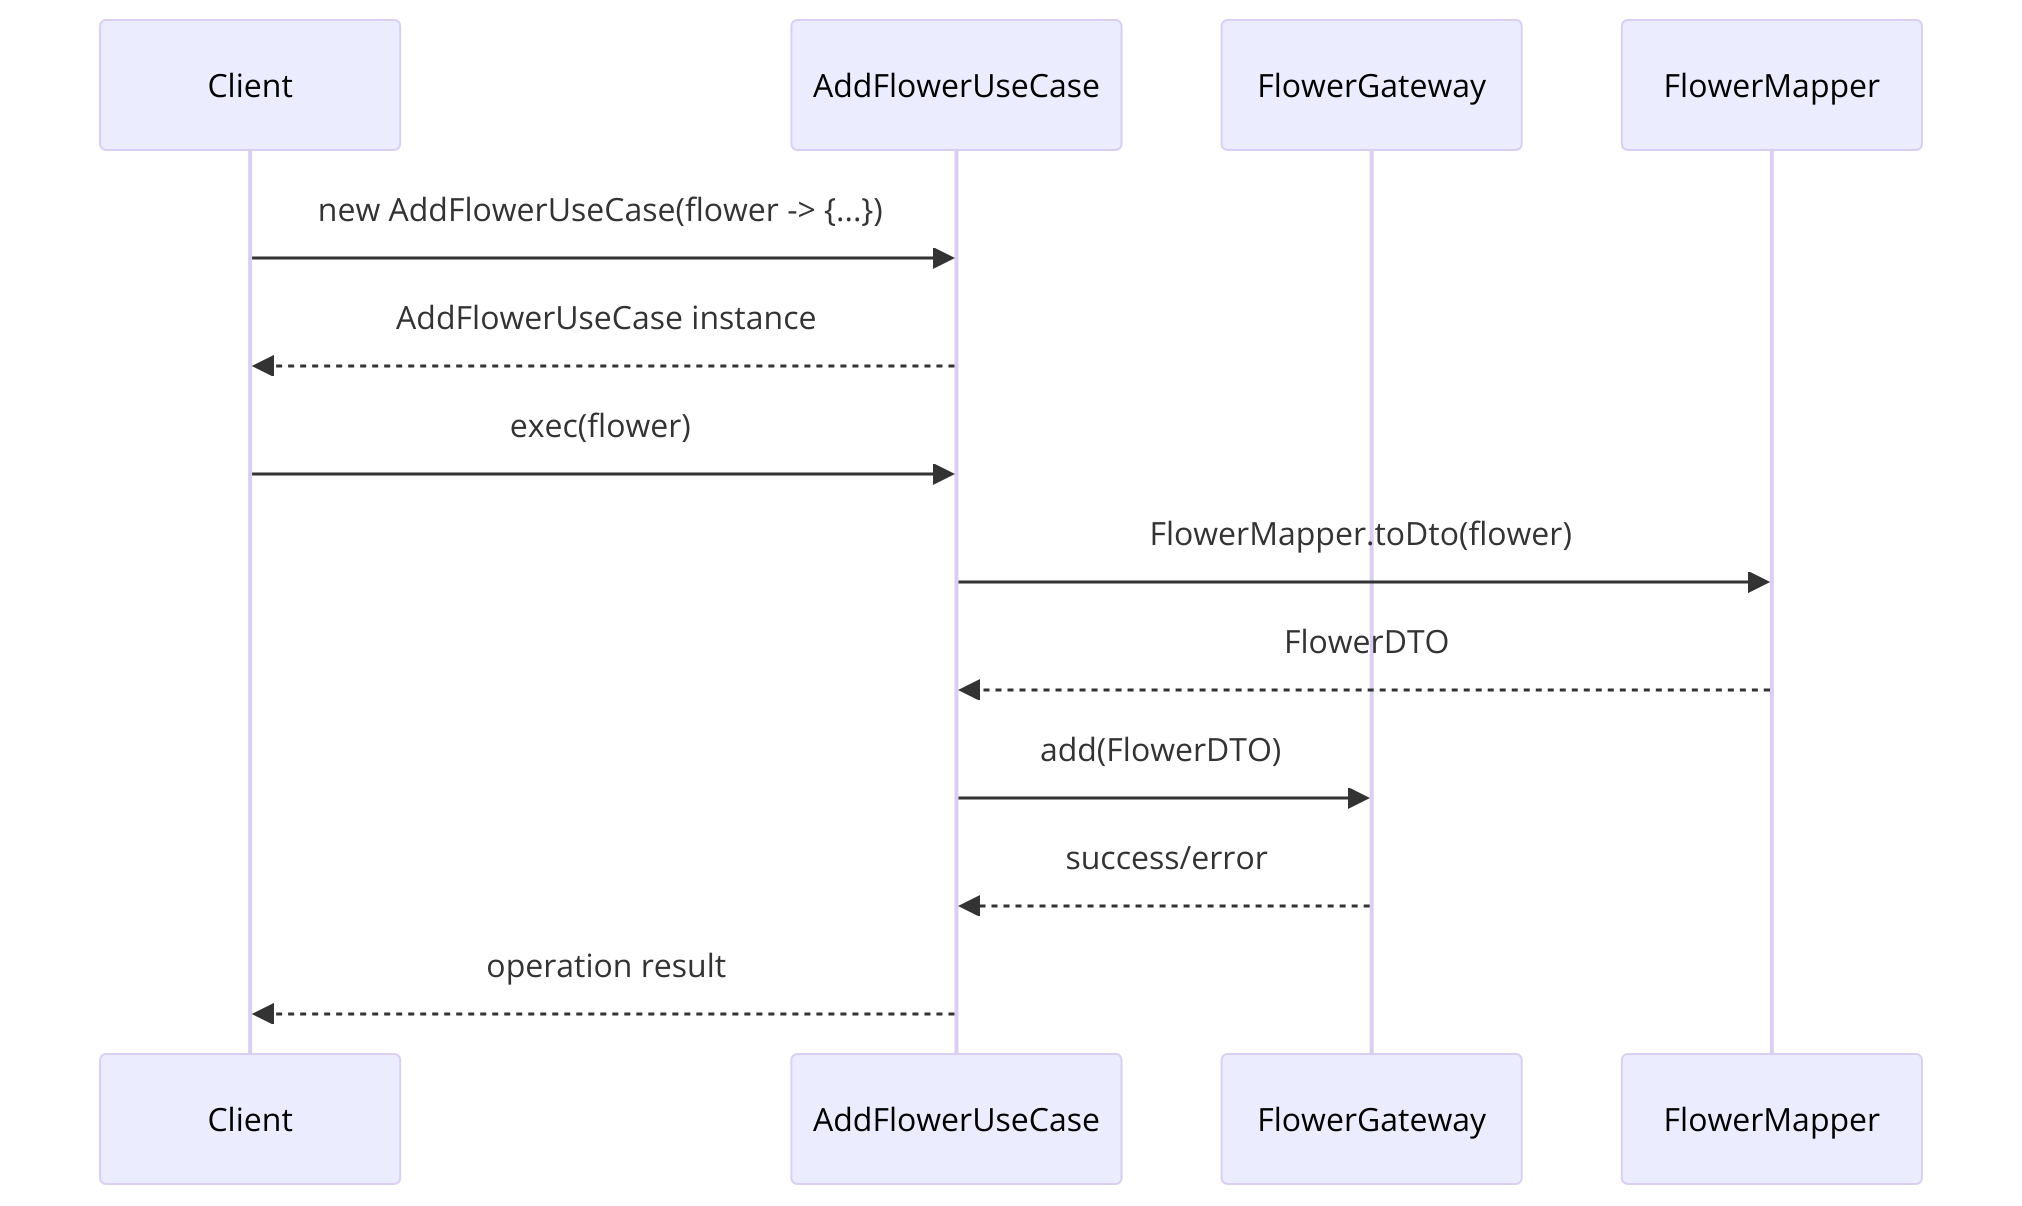 Client
AddFlowerUseCase
FlowerGateway
FlowerMapper
new AddFlowerUseCase(flower -> {...})
AddFlowerUseCase instance
exec(flower)
FlowerMapper.toDto(flower)
FlowerDTO
add(FlowerDTO)
success/error
operation result
Client
AddFlowerUseCase
FlowerGateway
FlowerMapper